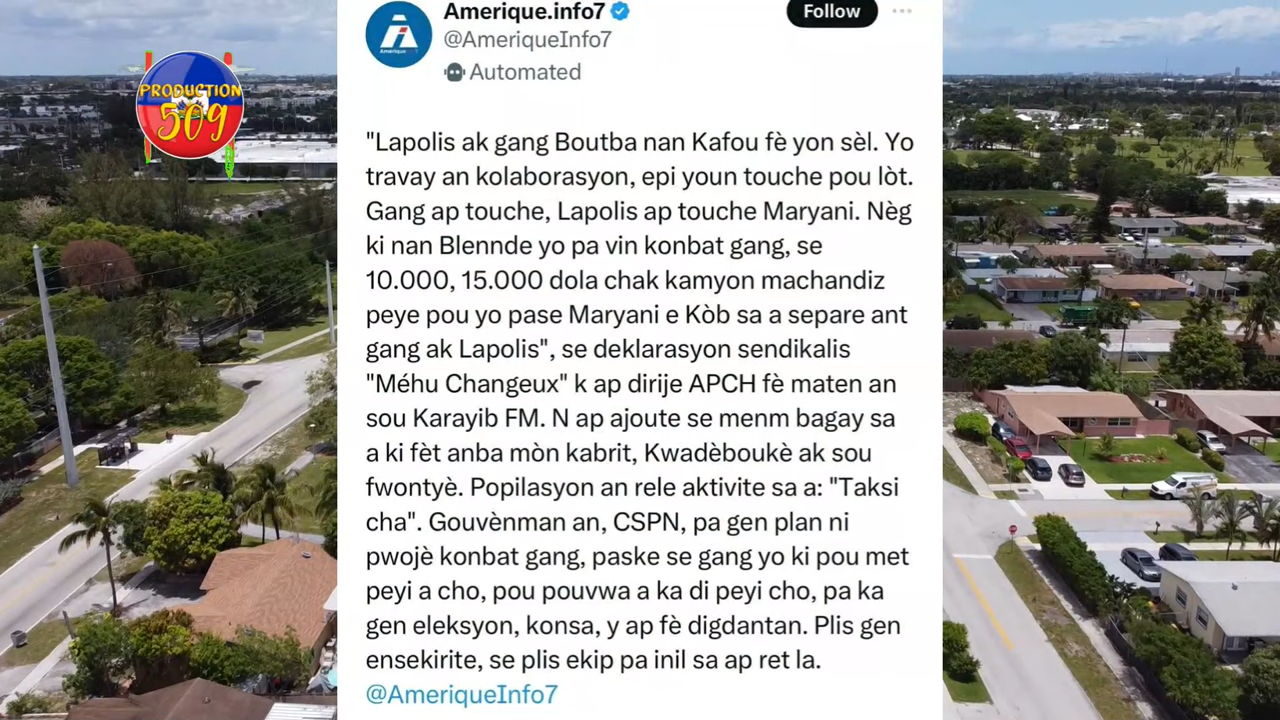 Amerique.info7
@AmeriqueInfo7
Automated
Follow
Amérique
PRODUCTION
509
"Lapolis ak gang Boutba nan Kafou fè yon sèl. Yo
travay an kolaborasyon, epi youn touche pou lòt.
Gang ap touche, Lapolis ap touche Maryani. Nèg
ki nan Blennde yo pa vin konbat gang, se
10.000, 15.000 dola chak kamyon machandiz
peye pou yo pase Maryani e Kòb sa a separe ant
gang ak Lapolis", se deklarasyon sendikalis
"Méhu Changeux" k ap dirije APCH fè maten an
sou Karayib FM. N ap ajoute se menm bagay sa
a ki fèt anba mòn kabrit, Kwadèboukè ak sou
fwontyè. Popilasyon an rele aktivite sa a: "Taksi
cha". Gouvènman an, CSPN, pa gen plan ni
pwojè konbat gang, paske se gang yo ki pou met
peyi a cho, pou pouvwa a ka di peyi cho, pa ka
gen eleksyon, konsa, y ap fè digdantan. Plis gen
ensekirite, se plis ekip pa inil sa ap ret la.
@AmeriqueInfo7